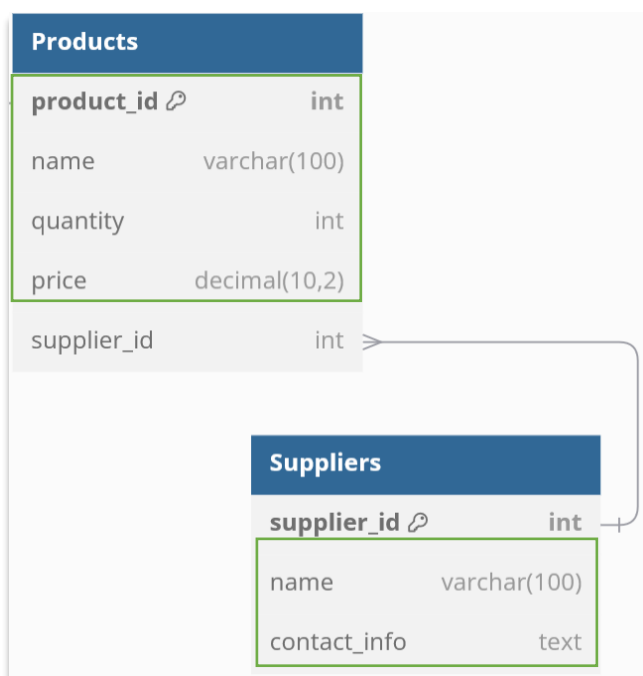 Products
product_id int
name varchar(100)
quantity int
price decimal(10,2)
supplier_id int
Suppliers
supplier_id int
name varchar(100)
contact_info text